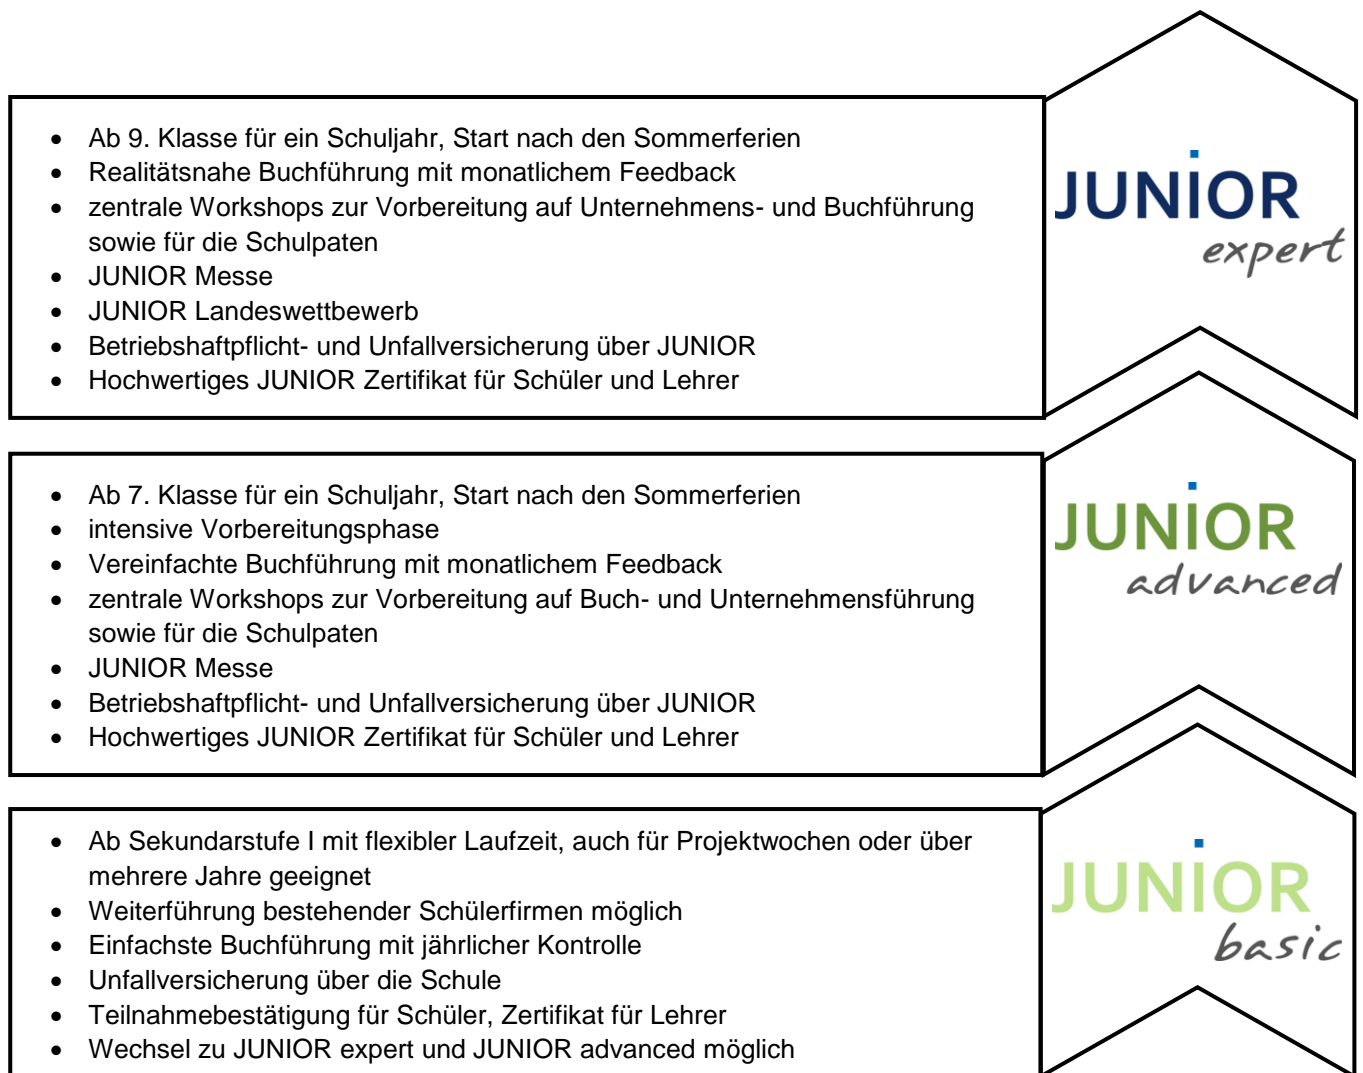 • Ab 9. Klasse für ein Schuljahr, Start nach den Sommerferien
• Realitätsnahe Buchführung mit monatlichem Feedback
• zentrale Workshops zur Vorbereitung auf Unternehmens- und Buchführung
sowie für die Schulpaten
• JUNIOR Messe
• JUNIOR Landeswettbewerb
• Betriebshaftpflicht- und Unfallversicherung über JUNIOR
• Hochwertiges JUNIOR Zertifikat für Schüler und Lehrer
JUNIOR
expert
• Ab 7. Klasse für ein Schuljahr, Start nach den Sommerferien
• intensive Vorbereitungsphase
• Vereinfachte Buchführung mit monatlichem Feedback
• zentrale Workshops zur Vorbereitung auf Buch- und Unternehmensführung
sowie für die Schulpaten
• JUNIOR Messe
• Betriebshaftpflicht- und Unfallversicherung über JUNIOR
• Hochwertiges JUNIOR Zertifikat für Schüler und Lehrer
JUNIOR
advanced
• Ab Sekundarstufe I mit flexibler Laufzeit, auch für Projektwochen oder über
mehrere Jahre geeignet
• Weiterführung bestehender Schülerfirmen möglich
• Einfachste Buchführung mit jährlicher Kontrolle
• Unfallversicherung über die Schule
• Teilnahmebestätigung für Schüler, Zertifikat für Lehrer
• Wechsel zu JUNIOR expert und JUNIOR advanced möglich
JUNIOR
basic